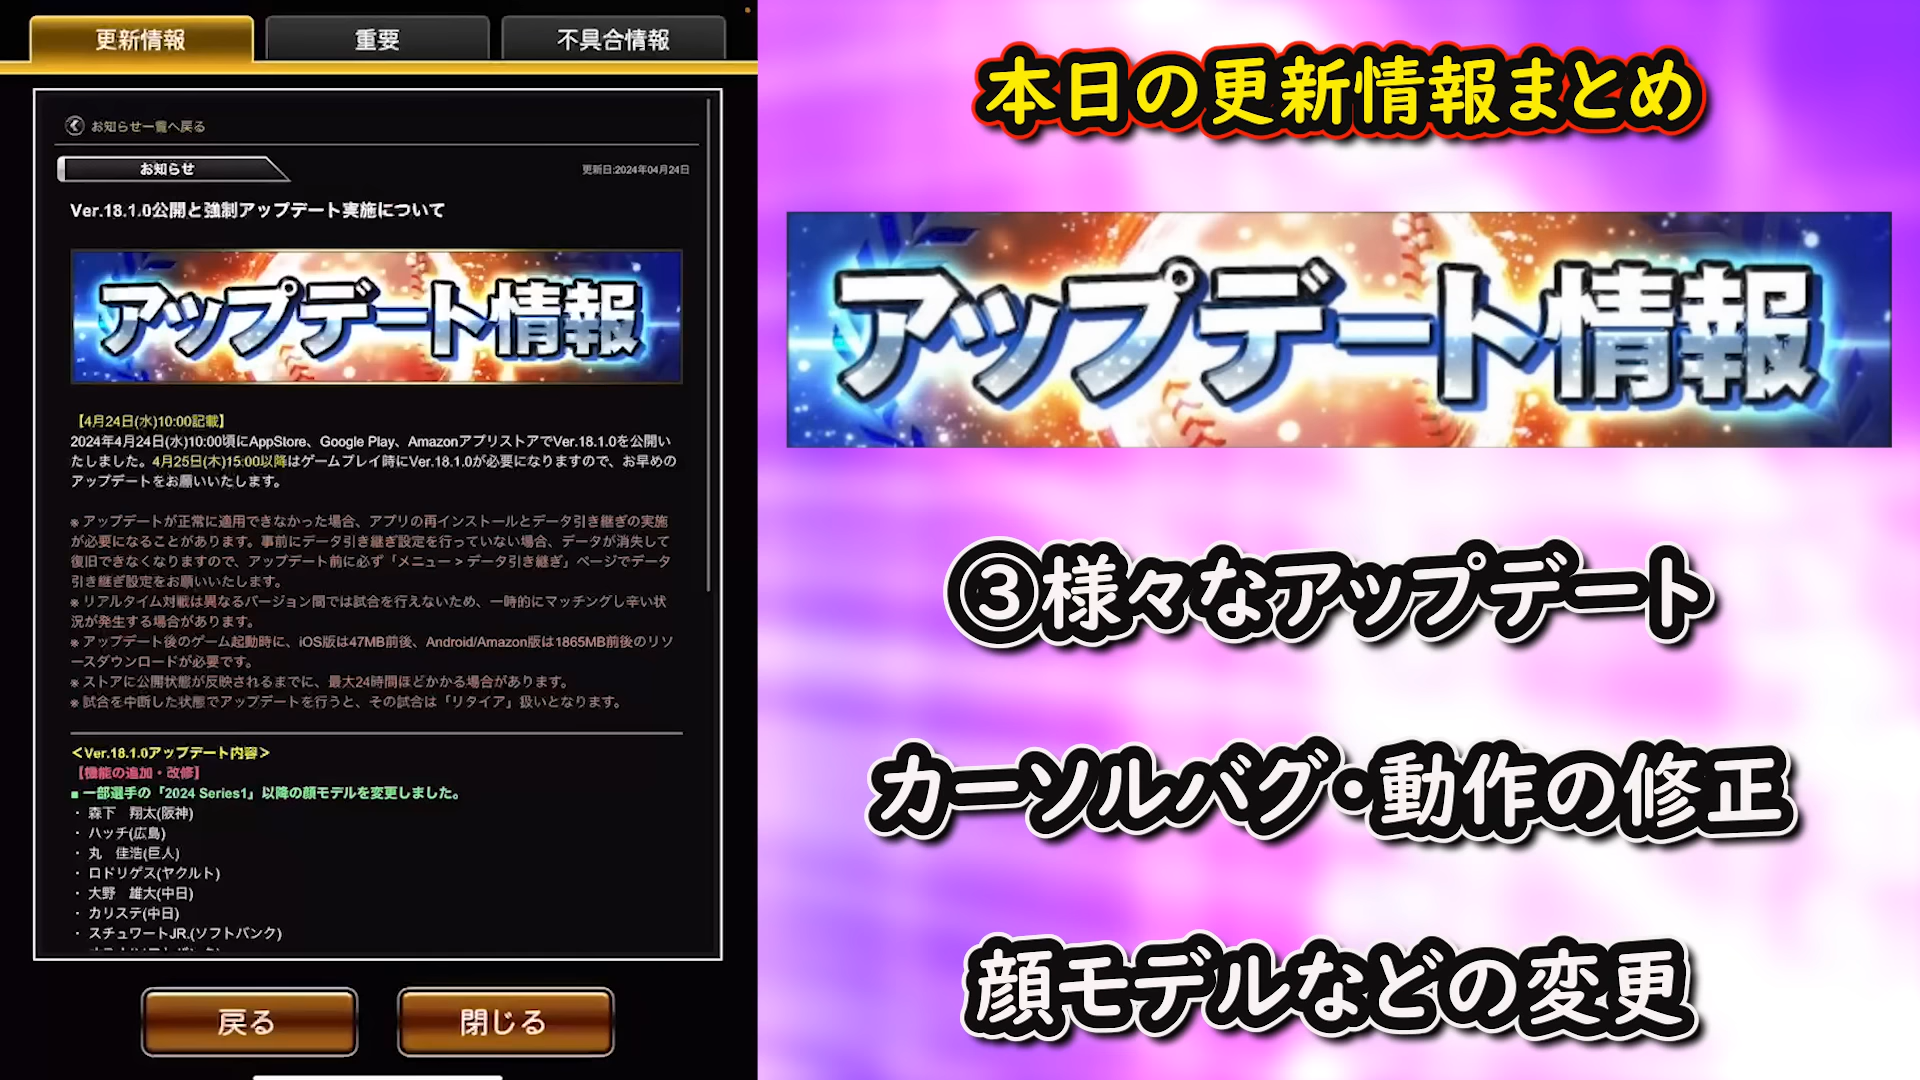 更新情報
重要
不具合情報
お知らせ一覧へ戻る
お知らせ
更新日:2024年04月24日
Ver.18.1.0公開と強制アップデート実施について
アップデート情報
【4月24日(水)10:00記載】
2024年4月24日(水)10:00頃にAppStore、Google Play、AmazonアプリストアでVer.18.1.0を公開い
たしました。4月25日(木)15:00以降はゲームプレイ時にVer.18.1.0が必要になりますので、お早めの
アップデートをお願いいたします。
※ アップデートが正常に適用できなかった場合、アプリの再インストールとデータ引き継ぎの実施
が必要になることがあります。事前にデータ引き継ぎ設定を行っていない場合、データが消失して
復旧できなくなりますので、アップデート前に必ず「メニュー > データ引き継ぎ」ページでデータ
引き継ぎ設定をお願いいたします。
※ リアルタイム対戦は異なるバージョン間では試合を行えないため、一時的にマッチングし辛い状
況が発生する場合があります。
※ アップデート後のゲーム起動時に、iOS版は47MB前後、Android/Amazon版は1865MB前後のリソ
ースダウンロードが必要です。
※ ストアに公開状態が反映されるまでに、最大24時間ほどかかる場合があります。
※ 試合を中断した状態でアップデートを行うと、その試合は「リタイア」扱いとなります。
＜Ver.18.1.0アップデート内容＞
【機能の追加・改修】
■ 一部選手の「2024 Series1」以降の顔モデルを変更しました。
・ 森下　翔太(阪神)
・ ハッチ(広島)
・ 丸　佳浩(巨人)
・ ロドリゲス(ヤクルト)
・ 大野　雄大(中日)
・ カリステ(中日)
・ スチュワートJR.(ソフトバンク)
戻る
閉じる
本日の更新情報まとめ
アップデート情報
③様々なアップデート
カーソルバグ・動作の修正
顔モデルなどの変更